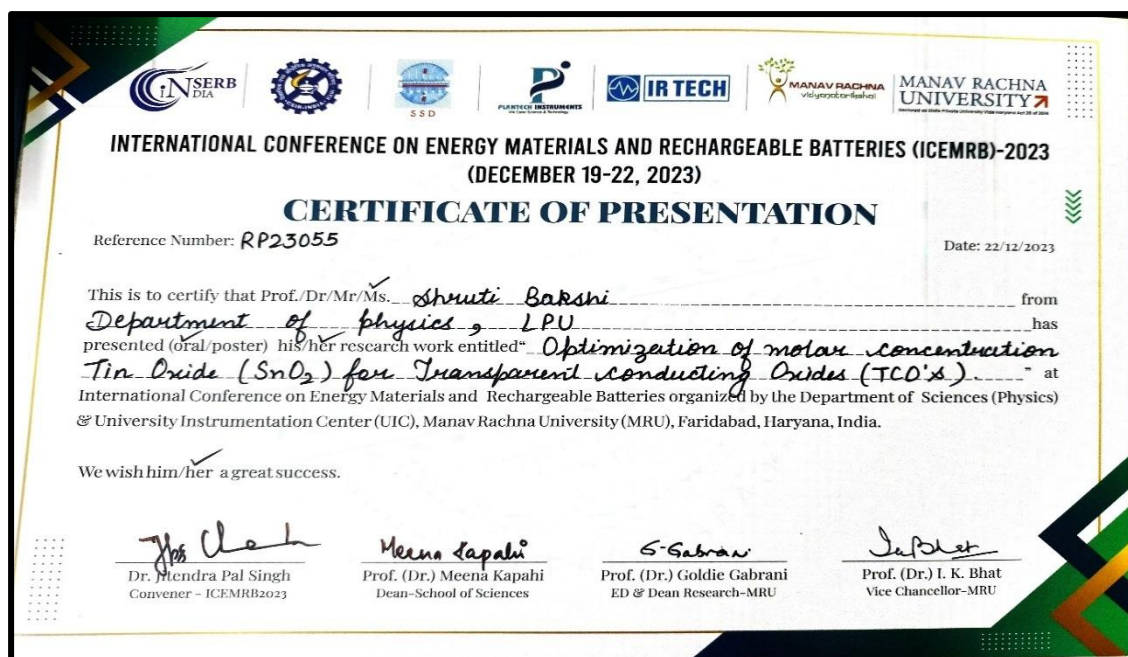 SERB
INDIA
CSIR-INDIA
SSD
PLANTECH INSTRUMENTS
IR TECH
MANAV RACHNA
vidyanatariksha
MANAV RACHNA
UNIVERSITY
INTERNATIONAL CONFERENCE ON ENERGY MATERIALS AND RECHARGEABLE BATTERIES (ICEMRB)-2023
(DECEMBER 19-22, 2023)
CERTIFICATE OF PRESENTATION
Reference Number: RP23055
Date: 22/12/2023
This is to certify that Prof./Dr/Mr/Ms. Shruti Bakshi from
Department of physics, LPU has
presented (oral/poster) his/her research work entitled" Optimization of molar concentration
Tin Oxide (SnO₂) for Transparent conducting Oxides (TCO's)." at
International Conference on Energy Materials and Rechargeable Batteries organized by the Department of Sciences (Physics)
& University Instrumentation Center (UIC), Manav Rachna University (MRU), Faridabad, Haryana, India.
We wish him/her a great success.
Meena Kapahi
G-Gabrani
Dr. Jitendra Pal Singh
Convener - ICEMRB2023
Prof. (Dr.) Meena Kapahi
Dean-School of Sciences
Prof. (Dr.) Goldie Gabrani
ED & Dean Research-MRU
Prof. (Dr.) I. K. Bhat
Vice Chancellor-MRU